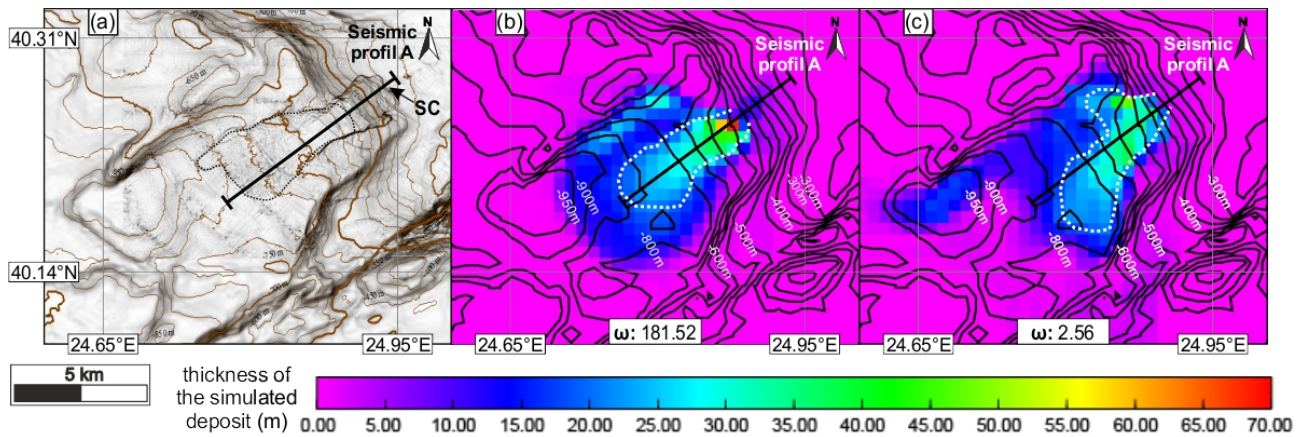 (a)
N
40.31°N
Seismic
profil A
SC
-650 m
40.14°N
24.65°E
24.95°E
(b)
N
Seismic
profil A
-900m
-950m
-800m
-600m
-500m
-400m
-300m
-300m
ω: 181.52
24.65°E
24.95°E
(c)
N
Seismic
profil A
-900m
-950m
-800m
-600m
-500m
-400m
-300m
ω: 2.56
24.65°E
24.95°E
5 km
thickness of
the simulated
deposit (m)
0.00 5.00 10.00 15.00 20.00 25.00 30.00 35.00 40.00 45.00 50.00 55.00 60.00 65.00 70.00